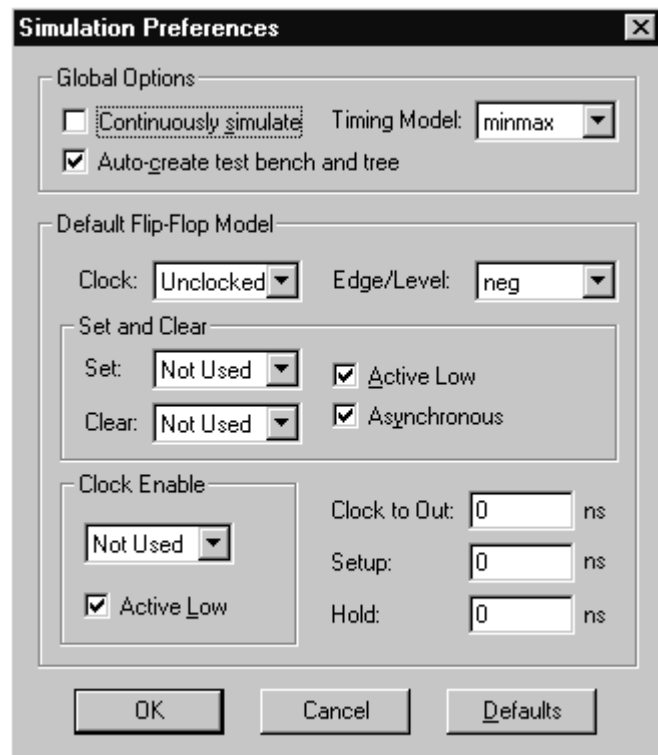 Simulation Preferences
Global Options
Continuously simulate
Timing Model: minmax
Auto-create test bench and tree
Default Flip-Flop Model
Clock: Unclocked
Edge/Level: neg
Set and Clear
Set: Not Used
Active Low
Clear: Not Used
Asynchronous
Clock Enable
Not Used
Active Low
Clock to Out: 0 ns
Setup: 0 ns
Hold: 0 ns
OK
Cancel
Defaults